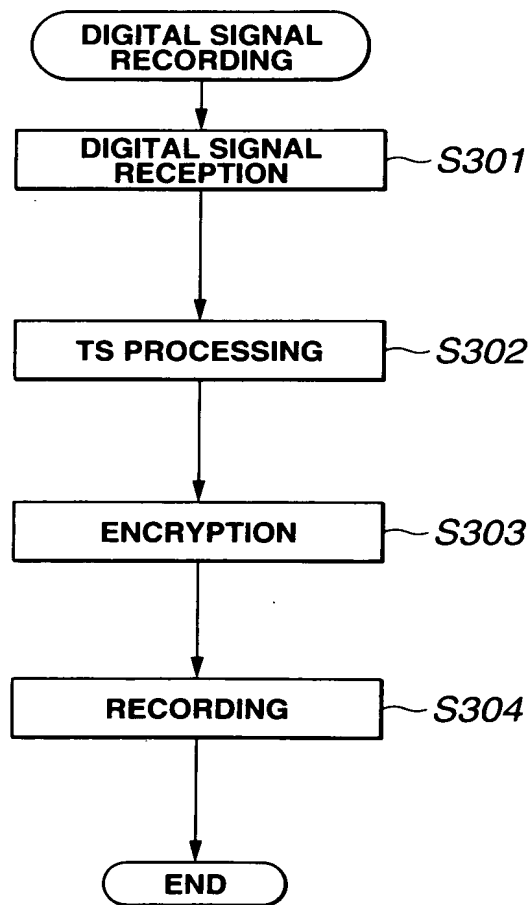 DIGITAL SIGNAL
RECORDING
DIGITAL SIGNAL
RECEPTION
S301
TS PROCESSING
S302
ENCRYPTION
S303
RECORDING
S304
END